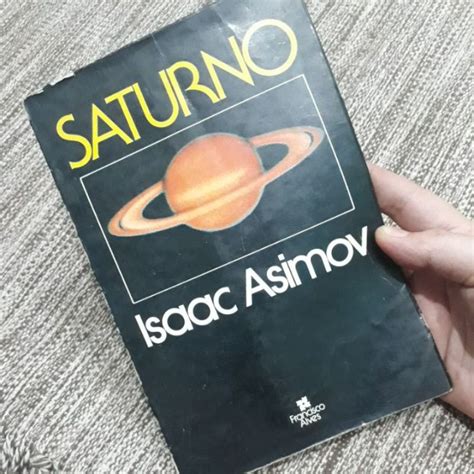 SATURNO
Isaac Asimov
Francisco
Alves